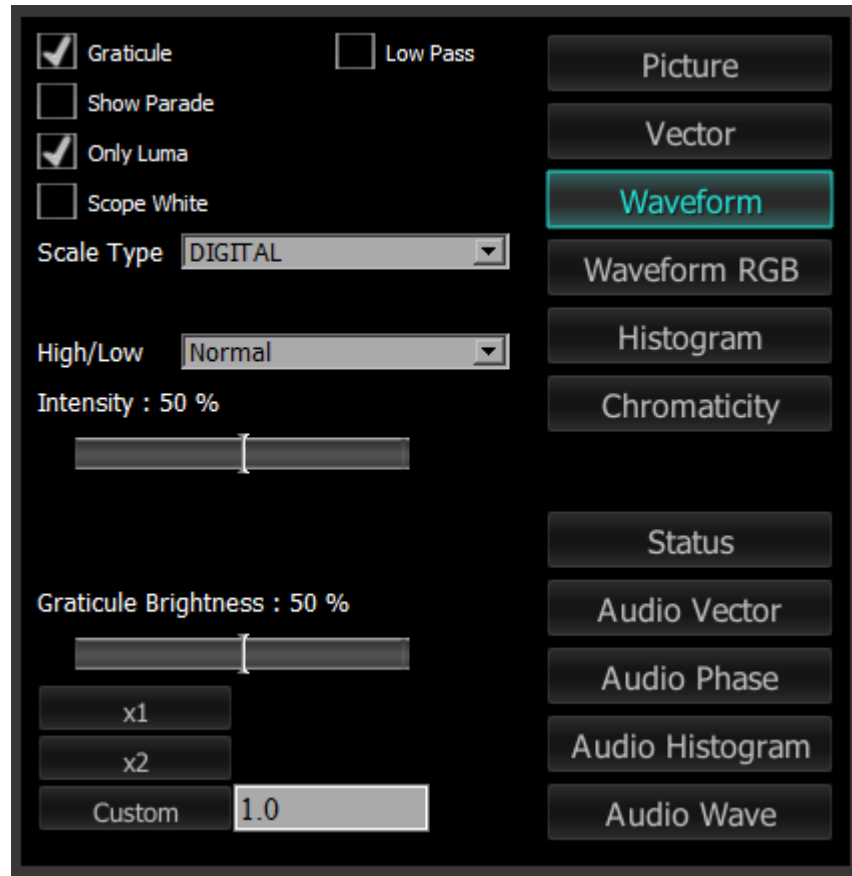 Graticule
Low Pass
Show Parade
Only Luma
Scope White
Scale Type DIGITAL
High/Low Normal
Intensity : 50 %
Graticule Brightness : 50 %
x1
x2
Custom 1.0
Picture
Vector
Waveform
Waveform RGB
Histogram
Chromaticity
Status
Audio Vector
Audio Phase
Audio Histogram
Audio Wave